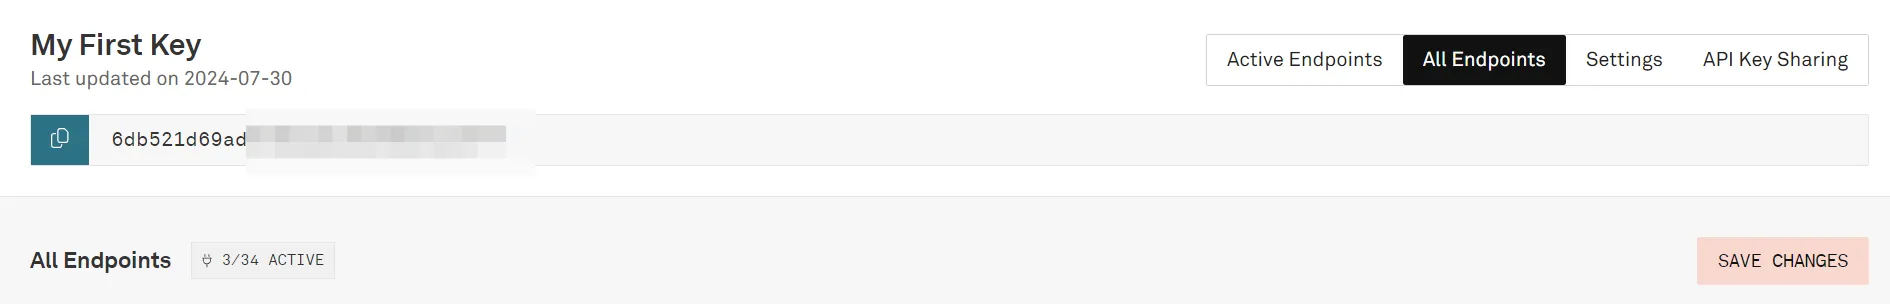 My First Key
Last updated on 2024-07-30
Active Endpoints
All Endpoints
Settings
API Key Sharing
6db521d69ad
All Endpoints
3/34 ACTIVE
SAVE CHANGES